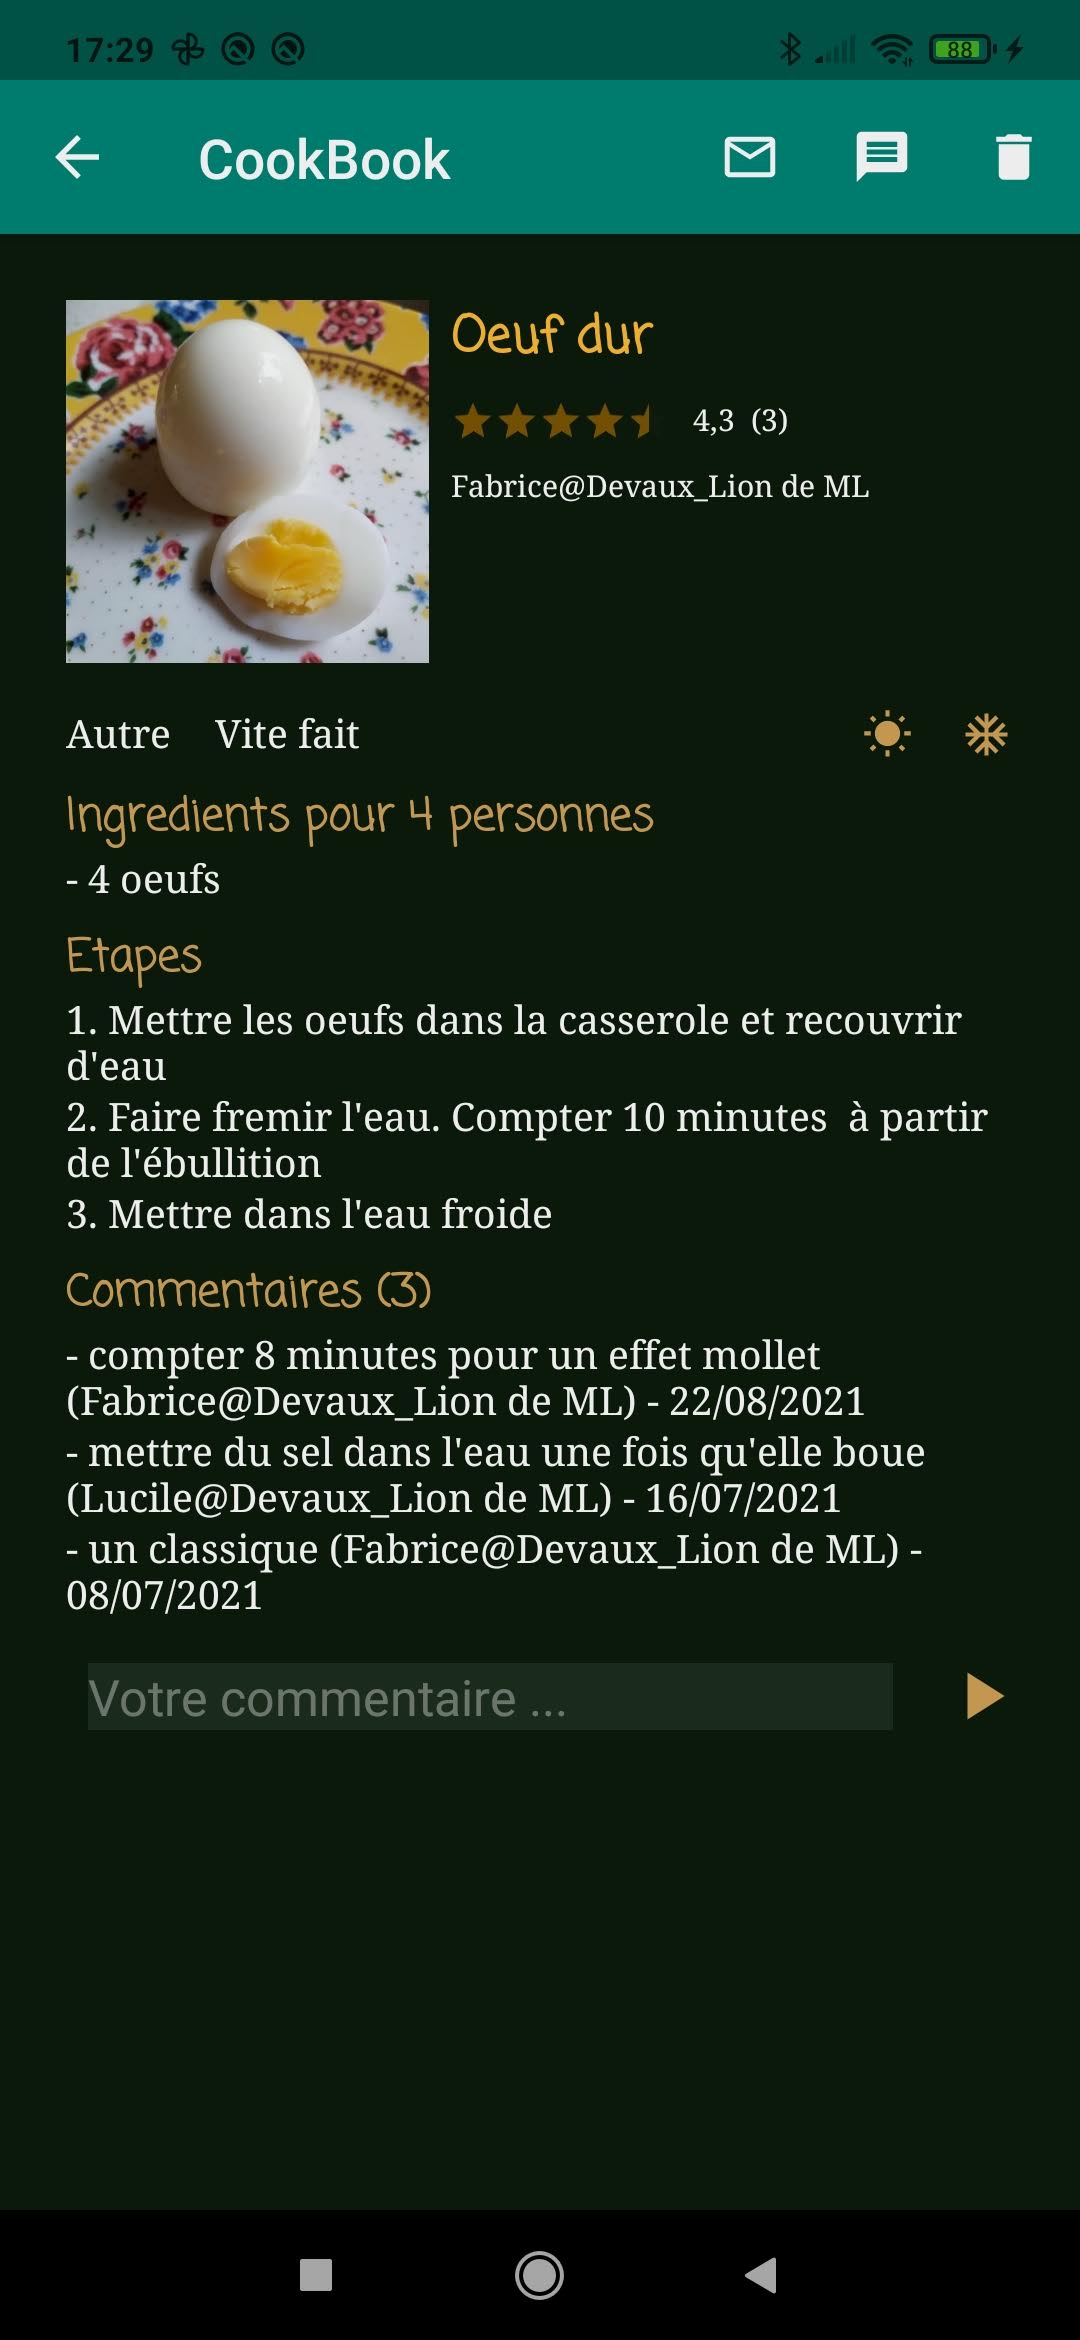 17:29
88
CookBook
Oeuf dur
4,3 (3)
Fabrice@Devaux_Lion de ML
Autre Vite fait
Ingredients pour 4 personnes
- 4 oeufs
Etapes
1. Mettre les oeufs dans la casserole et recouvrir
d'eau
2. Faire fremir l'eau. Compter 10 minutes  à partir
de l'ébullition
3. Mettre dans l'eau froide
Commentaires (3)
- compter 8 minutes pour un effet mollet
(Fabrice@Devaux_Lion de ML) - 22/08/2021
- mettre du sel dans l'eau une fois qu'elle boue
(Lucile@Devaux_Lion de ML) - 16/07/2021
- un classique (Fabrice@Devaux_Lion de ML) -
08/07/2021
Votre commentaire ...